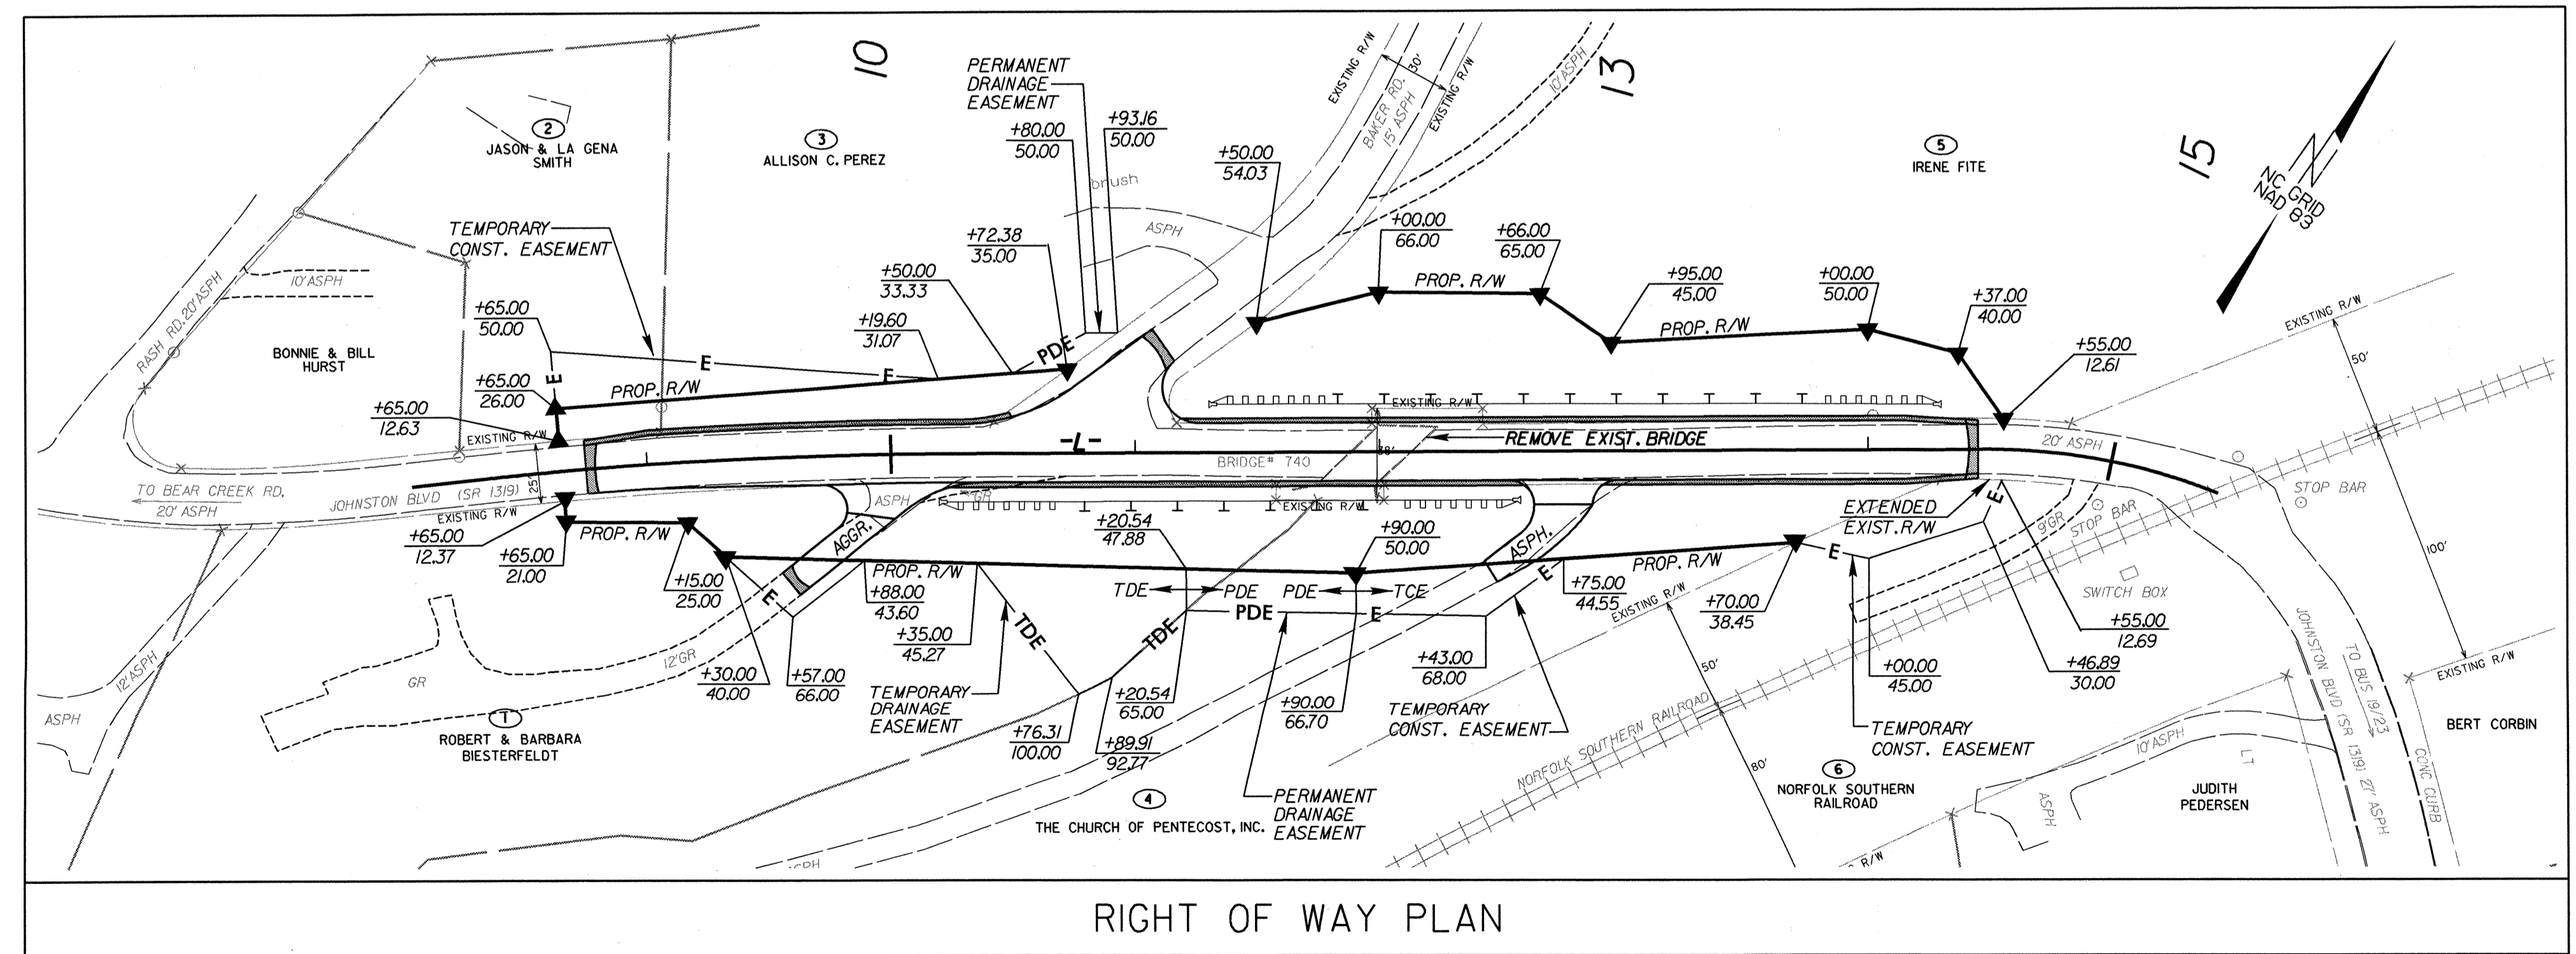 10
13
15
PERMANENT
DRAINAGE
EASEMENT
+80.00
50.00
+93.16
50.00
EXISTING R/W
30'
EXISTING R/W
BAKER RD.
15' ASPH
10' ASPH
2
JASON & LA GENA
SMITH
3
ALLISON C. PEREZ
5
IRENE FITE
NC GRID
NAD 83
brush
ASPH
+50.00
54.03
TEMPORARY
CONST. EASEMENT
+72.38
35.00
+00.00
66.00
+66.00
65.00
PROP. R/W
+95.00
45.00
+00.00
50.00
+37.00
40.00
PROP. R/W
+55.00
12.61
RASH RD. 20' ASPH
10' ASPH
+50.00
33.33
+65.00
50.00
+19.60
31.07
BONNIE & BILL
HURST
E
E
E
PDE
+65.00
26.00
PROP. R/W
+65.00
12.63
EXISTING R/W
EXISTING R/W
50'
EXISTING R/W
-L-
REMOVE EXIST. BRIDGE
BRIDGE# 740
38'
20' ASPH
TO BEAR CREEK RD.
20' ASPH
JOHNSTON BLVD (SR 1319)
25'
EXISTING R/W
ASPH
GR
EXISTING R/W
EXTENDED
EXIST. R/W
E
9' GR
STOP BAR
STOP BAR
+65.00
12.37
+65.00
21.00
PROP. R/W
AGGR.
+20.54
47.88
+90.00
50.00
ASPH.
100'
+15.00
25.00
PROP. R/W
+88.00
43.60
+35.00
45.27
TDE
PDE
PDE
TCE
PDE
E
E
PROP. R/W
E
+75.00
44.55
EXISTING R/W
+70.00
38.45
SWITCH BOX
+55.00
12.69
E
TDE
TDE
+30.00
40.00
+57.00
66.00
TEMPORARY
DRAINAGE
EASEMENT
+20.54
65.00
+90.00
66.70
+43.00
68.00
TEMPORARY
CONST. EASEMENT
50'
+00.00
45.00
+46.89
30.00
TEMPORARY
CONST. EASEMENT
12' ASPH
ASPH
GR
12' GR
1
ROBERT & BARBARA
BIESTERFELDT
+76.31
100.00
+89.91
92.77
NORFOLK SOUTHERN RAILROAD
80'
4
THE CHURCH OF PENTECOST, INC.
PERMANENT
DRAINAGE
EASEMENT
6
NORFOLK SOUTHERN
RAILROAD
JOHNSTON BLVD (SR 1319) 27' ASPH
TO BUS 19/23
CONC CURB
EXISTING R/W
BERT CORBIN
10' ASPH
LT
ASPH
JUDITH
PEDERSEN
R/W
RIGHT OF WAY PLAN